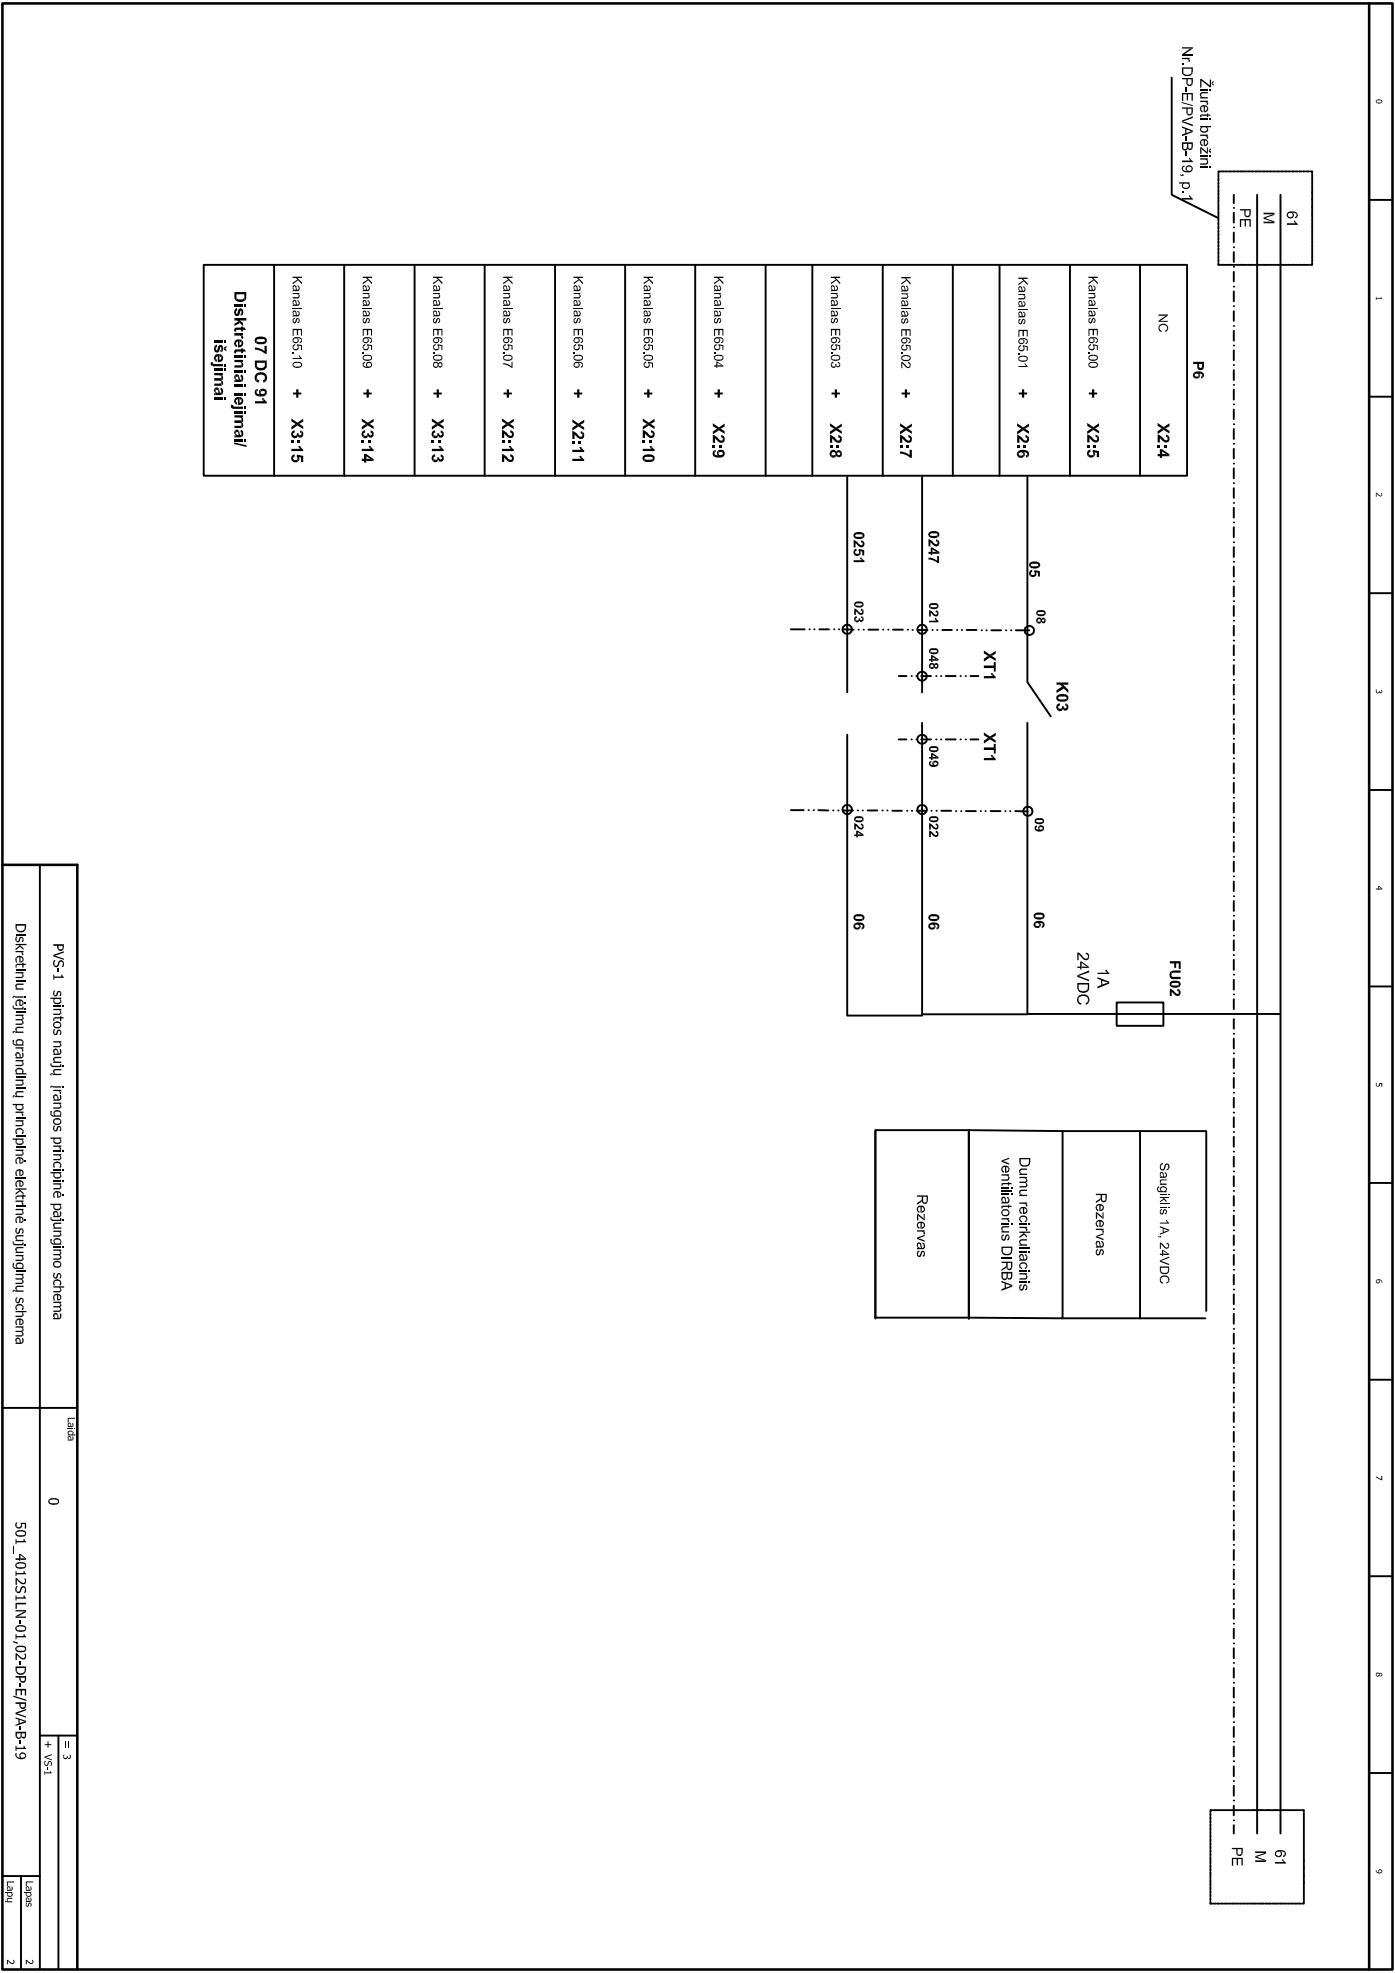 0
1
2
3
4
5
6
7
8
9
61
M
PE
Žiureti brežini
Nr.DP-E/PVA-B-19, p.1
61
M
PE
P6
NC X2:4
Kanalas E65.00 + X2:5
Kanalas E65.01 + X2:6
Kanalas E65.02 + X2:7
Kanalas E65.03 + X2:8
Kanalas E65.04 + X2:9
Kanalas E65.05 + X2:10
Kanalas E65.06 + X2:11
Kanalas E65.07 + X2:12
Kanalas E65.08 + X3:13
Kanalas E65.09 + X3:14
Kanalas E65.10 + X3:15
07 DC 91
Disktretiniai iejimai/
išejimai
05 08 K03 09 06
XT1 XT1
0247 021 048 049 022 06
0251 023 024 06
FU02
1A
24VDC
Saugiklis 1A, 24VDC
Rezervas
Dumu recirkuliacinis
ventiliatorius DIRBA
Rezervas
PVS-1 spintos naujų įrangos principinė pajungimo schema
Diskretiniu įėjimų grandinių principinė elektrinė sujungimų schema
Laida
0
501_4012S1LN-01,02-DP-E/PVA-B-19
= 3
+ VS-1
Lapas 2
Lapų 2